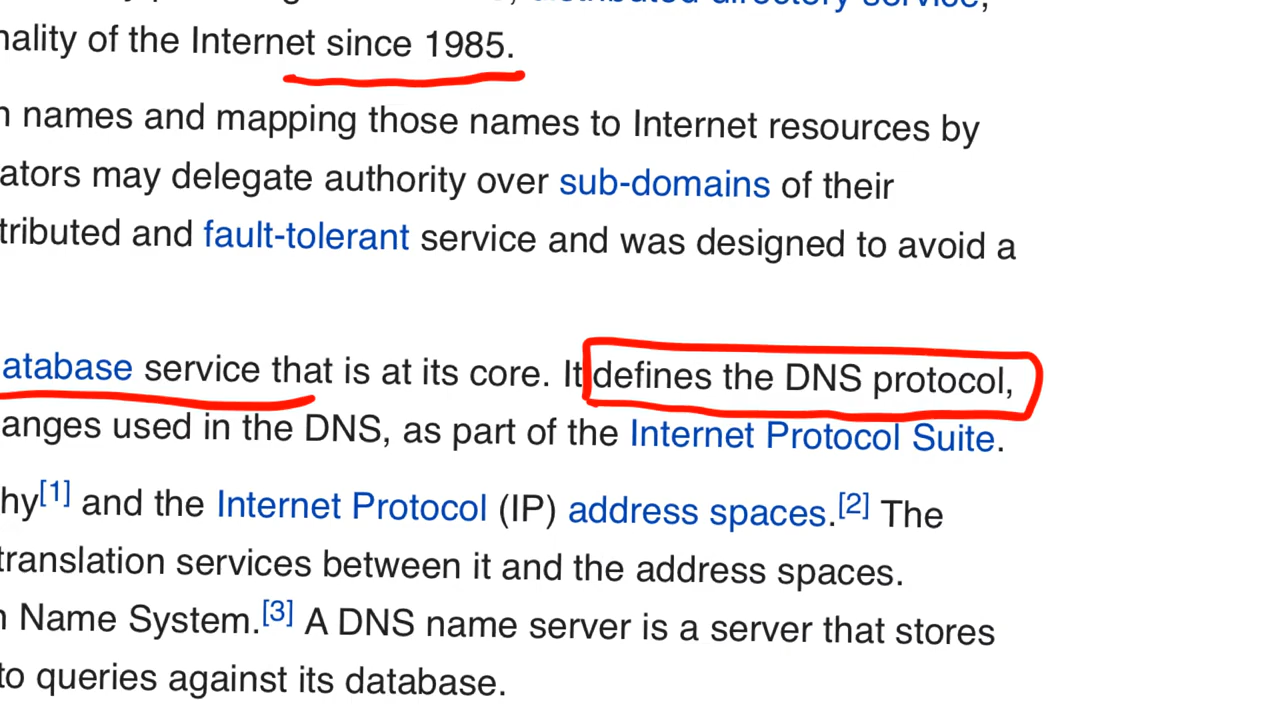 distributed directory service,
nality of the Internet since 1985.
n names and mapping those names to Internet resources by
ators may delegate authority over sub-domains of their
tributed and fault-tolerant service and was designed to avoid a
atabase service that is at its core. It defines the DNS protocol,
anges used in the DNS, as part of the Internet Protocol Suite.
hy[1] and the Internet Protocol (IP) address spaces.[2] The
translation services between it and the address spaces.
n Name System.[3] A DNS name server is a server that stores
to queries against its database.